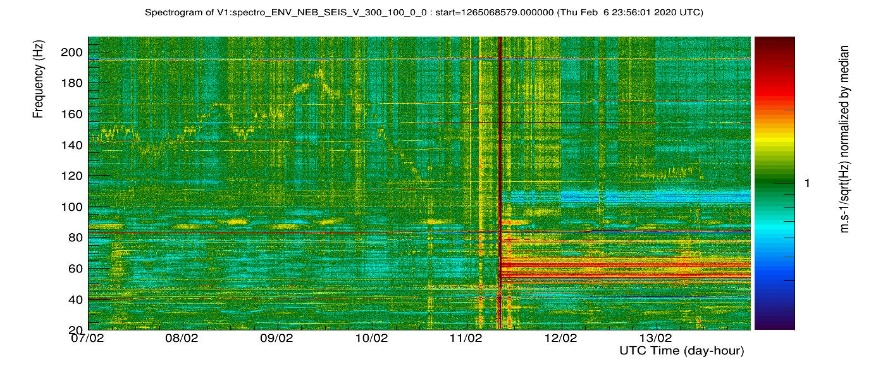 Spectrogram of V1:spectro_ENV_NEB_SEIS_V_300_100_0_0 : start=1265068579.000000 (Thu Feb 6 23:56:01 2020 UTC)
Frequency (Hz)
200
180
160
140
120
100
80
60
40
20
07/02 08/02 09/02 10/02 11/02 12/02 13/02
UTC Time (day-hour)
1
m.s-1/sqrt(Hz) normalized by median